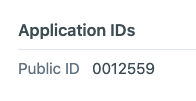 Application IDs
Public ID 0012559